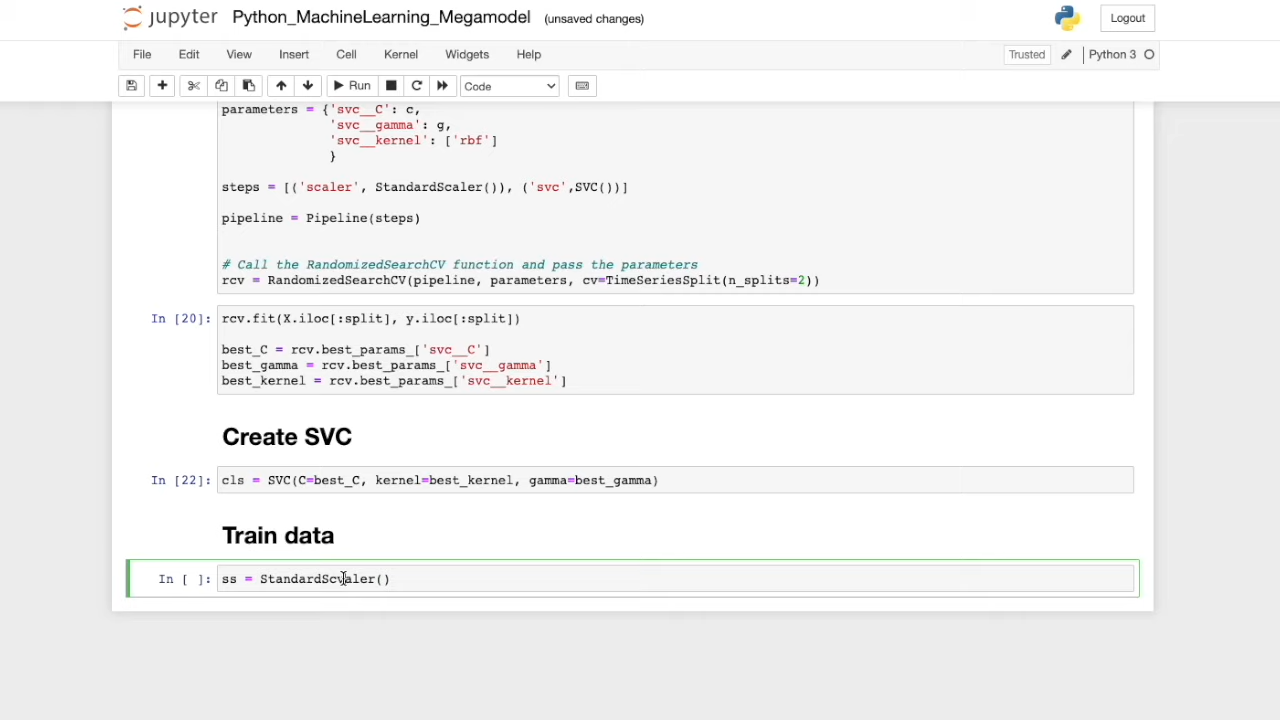 jupyter Python_MachineLearning_Megamodel (unsaved changes) Logout
File Edit View Insert Cell Kernel Widgets Help Trusted Python 3
Run Code
parameters = {'svc__C': c,
'svc__gamma': g,
'svc__kernel': ['rbf']
}
steps = [('scaler', StandardScaler()), ('svc',SVC())]
pipeline = Pipeline(steps)
# Call the RandomizedSearchCV function and pass the parameters
rcv = RandomizedSearchCV(pipeline, parameters, cv=TimeSeriesSplit(n_splits=2))
In [20]: rcv.fit(X.iloc[:split], y.iloc[:split])
best_C = rcv.best_params_['svc__C']
best_gamma = rcv.best_params_['svc__gamma']
best_kernel = rcv.best_params_['svc__kernel']
Create SVC
In [22]: cls = SVC(C=best_C, kernel=best_kernel, gamma=best_gamma)
Train data
In [ ]: ss = StandardScvaler()